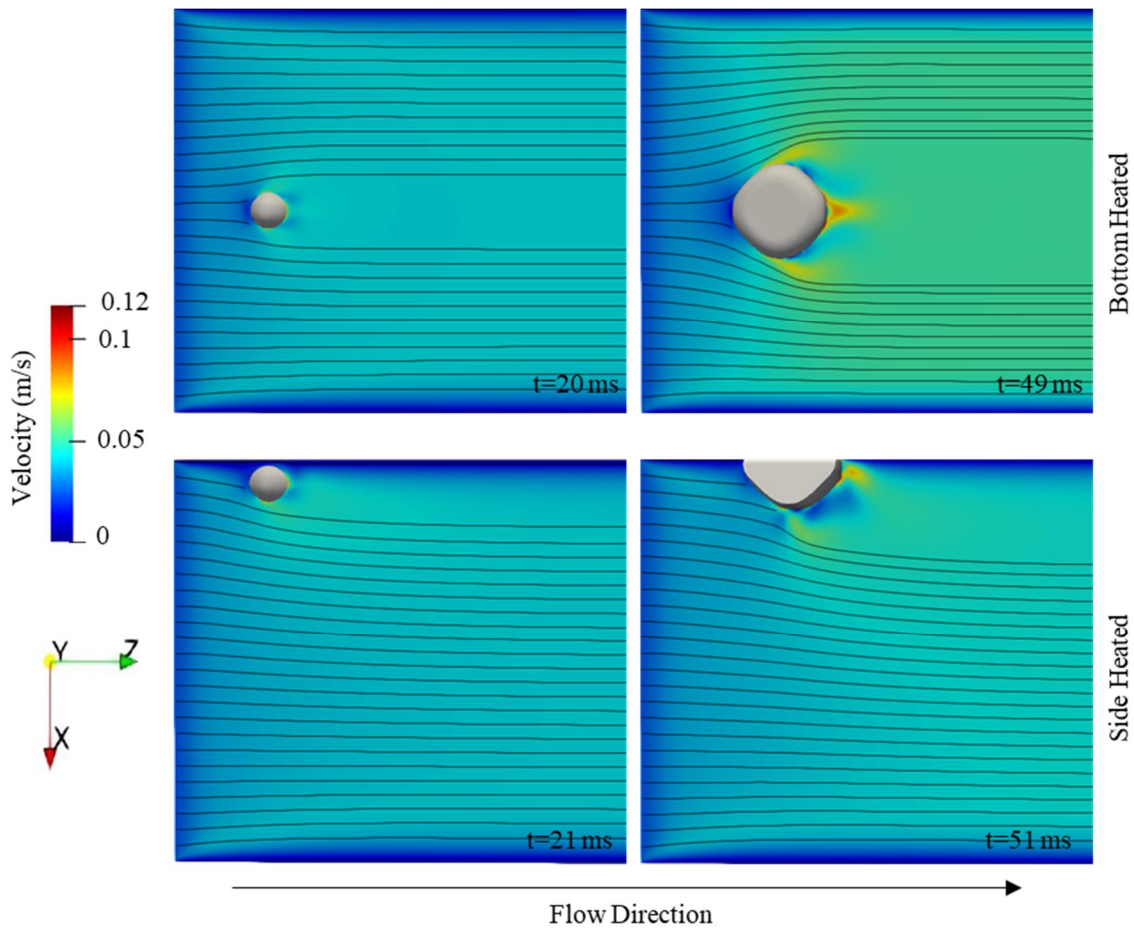 t=20 ms
t=49 ms
Bottom Heated
Velocity (m/s)
0.12
0.1
0.05
0
t=21 ms
t=51 ms
Side Heated
Y
Z
X
Flow Direction